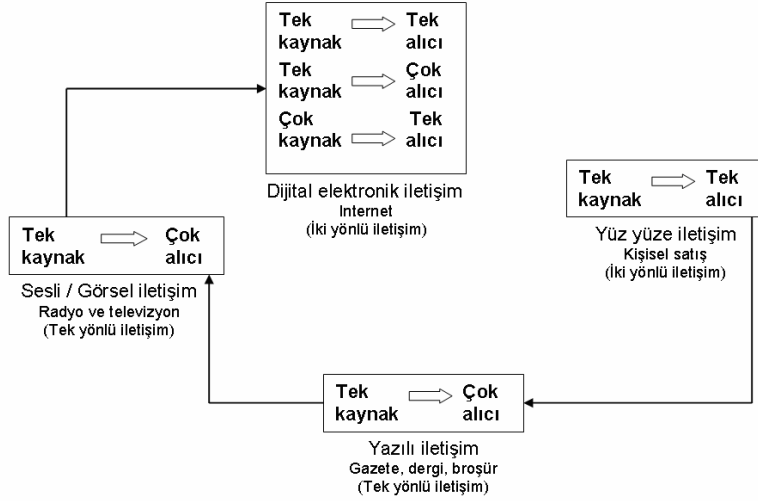 Tek Tek
kaynak alıcı
Tek Çok
kaynak alıcı
Çok Tek
kaynak alıcı
Dijital elektronik iletişim
Internet
(İki yönlü iletişim)
Tek Tek
kaynak alıcı
Yüz yüze iletişim
Kişisel satış
(İki yönlü iletişim)
Tek Çok
kaynak alıcı
Sesli / Görsel iletişim
Radyo ve televizyon
(Tek yönlü iletişim)
Tek Çok
kaynak alıcı
Yazılı iletişim
Gazete, dergi, broşür
(Tek yönlü iletişim)